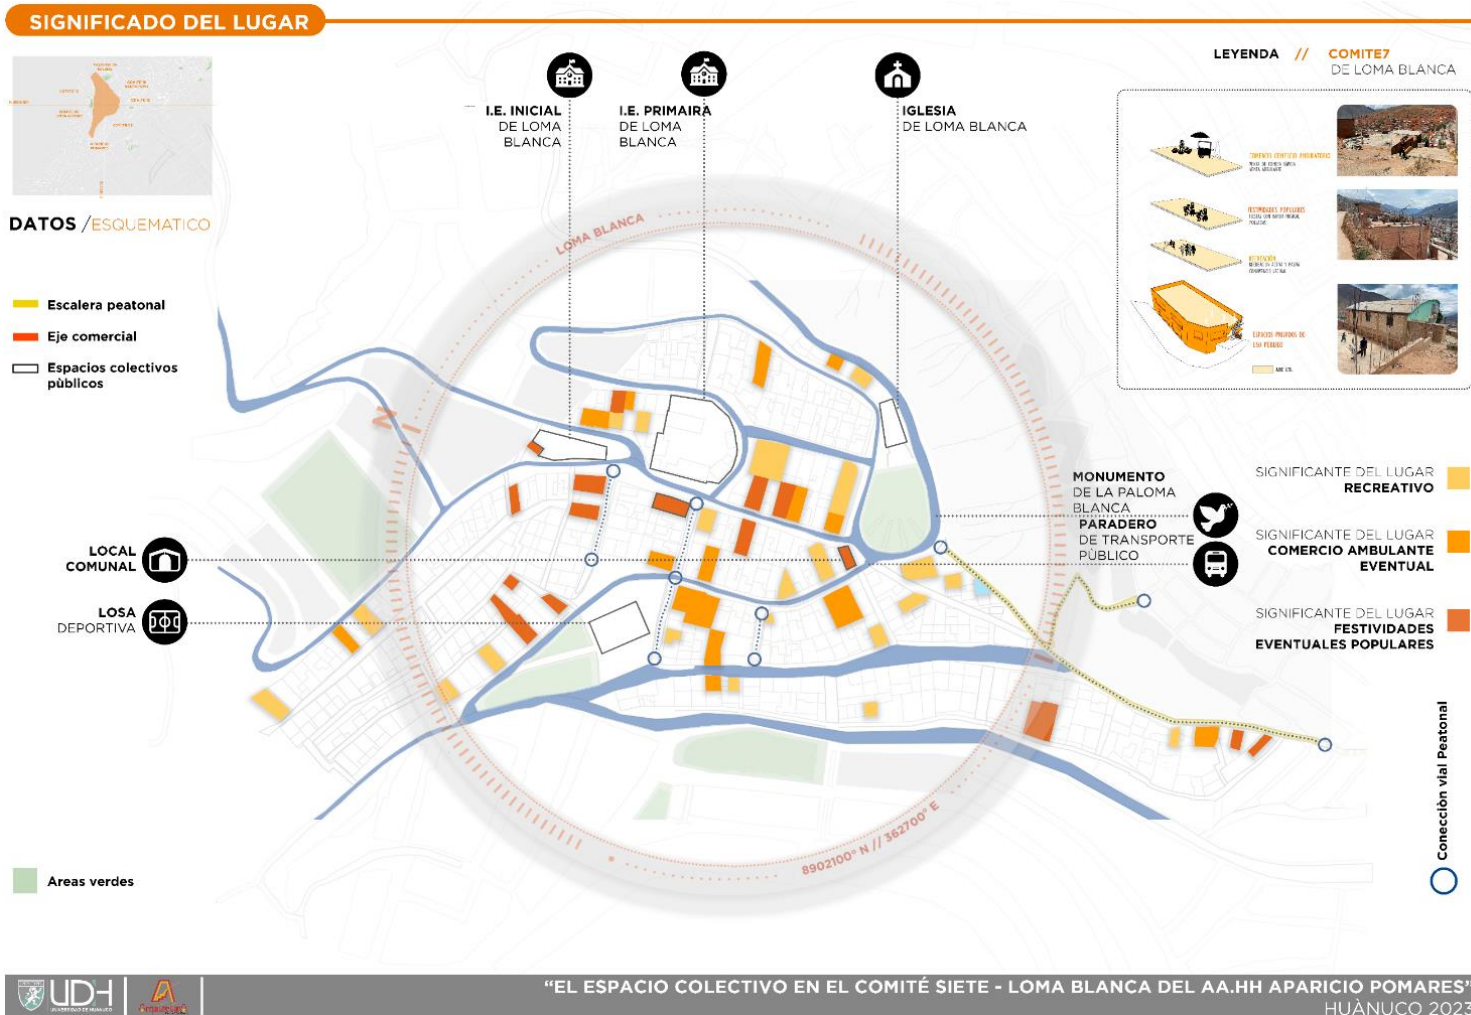 SIGNIFICADO DEL LUGAR
DATOS /ESQUEMATICO
Escalera peatonal
Eje comercial
Espacios colectivos
pùblicos
Areas verdes
I.E. INICIAL
DE LOMA
BLANCA
I.E. PRIMAIRA
DE LOMA
BLANCA
IGLESIA
DE LOMA BLANCA
LEYENDA // COMITE7
DE LOMA BLANCA
LOMA BLANCA
LOCAL
COMUNAL
LOSA
DEPORTIVA
MONUMENTO
DE LA PALOMA
BLANCA
PARADERO
DE TRANSPORTE
PÙBLICO
SIGNIFICANTE DEL LUGAR
RECREATIVO
SIGNIFICANTE DEL LUGAR
COMERCIO AMBULANTE
EVENTUAL
SIGNIFICANTE DEL LUGAR
FESTIVIDADES
EVENTUALES POPULARES
Conecciòn vial Peatonal
8902100° N // 362700° E
UDH
UNIVERSIDAD DE HUANUCO
"EL ESPACIO COLECTIVO EN EL COMITÉ SIETE - LOMA BLANCA DEL AA.HH APARICIO POMARES"
HUÀNUCO 2023